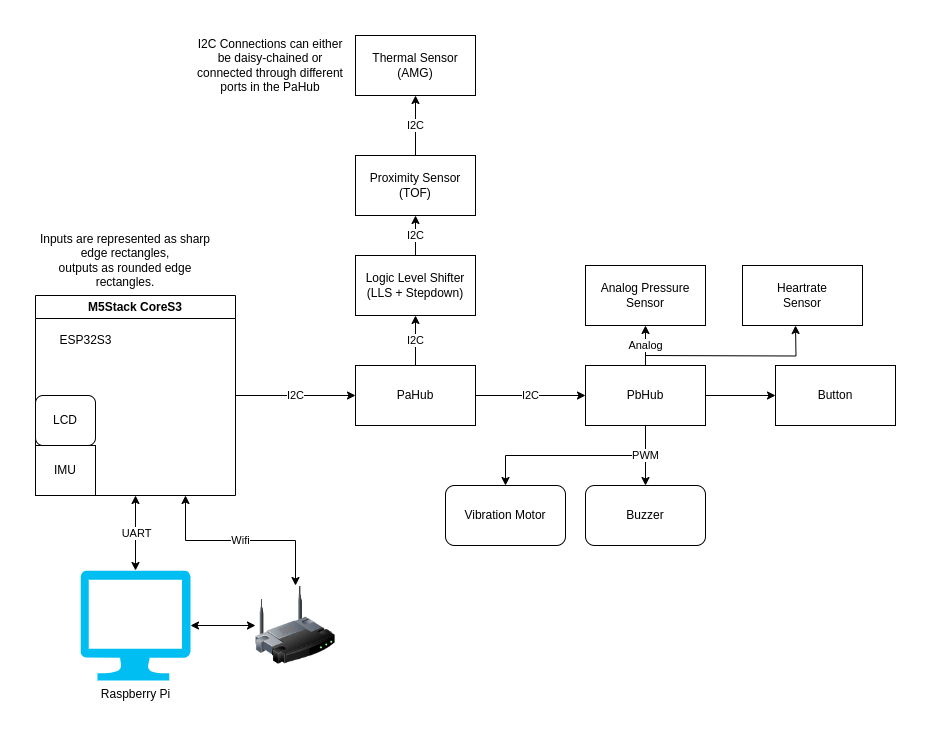 I2C Connections can either
be daisy-chained or
connected through different
ports in the PaHub
Thermal Sensor
(AMG)
I2C
Proximity Sensor
(TOF)
I2C
Inputs are represented as sharp
edge rectangles,
outputs as rounded edge
rectangles.
Logic Level Shifter
(LLS + Stepdown)
Analog Pressure
Sensor
Heartrate
Sensor
M5Stack CoreS3
ESP32S3
I2C
Analog
I2C
PaHub
I2C
PbHub
Button
LCD
IMU
PWM
Vibration Motor
Buzzer
UART
Wifi
Raspberry Pi